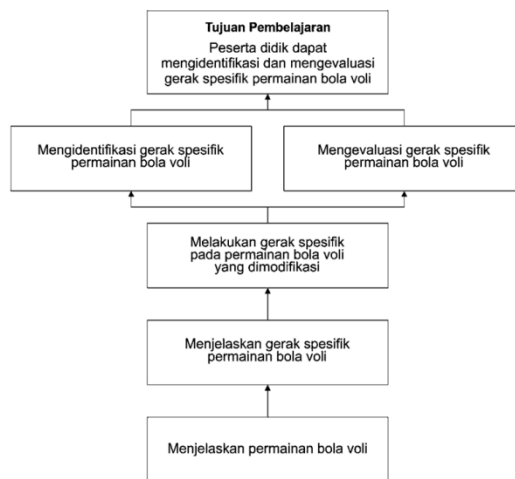 Tujuan Pembelajaran
Peserta didik dapat
mengidentifikasi dan mengevaluasi
gerak spesifik permainan bola voli
Mengidentifikasi gerak spesifik
permainan bola voli
Mengevaluasi gerak spesifik
permainan bola voli
Melakukan gerak spesifik
pada permainan bola voli
yang dimodifikasi
Menjelaskan gerak spesifik
permainan bola voli
Menjelaskan permainan bola voli